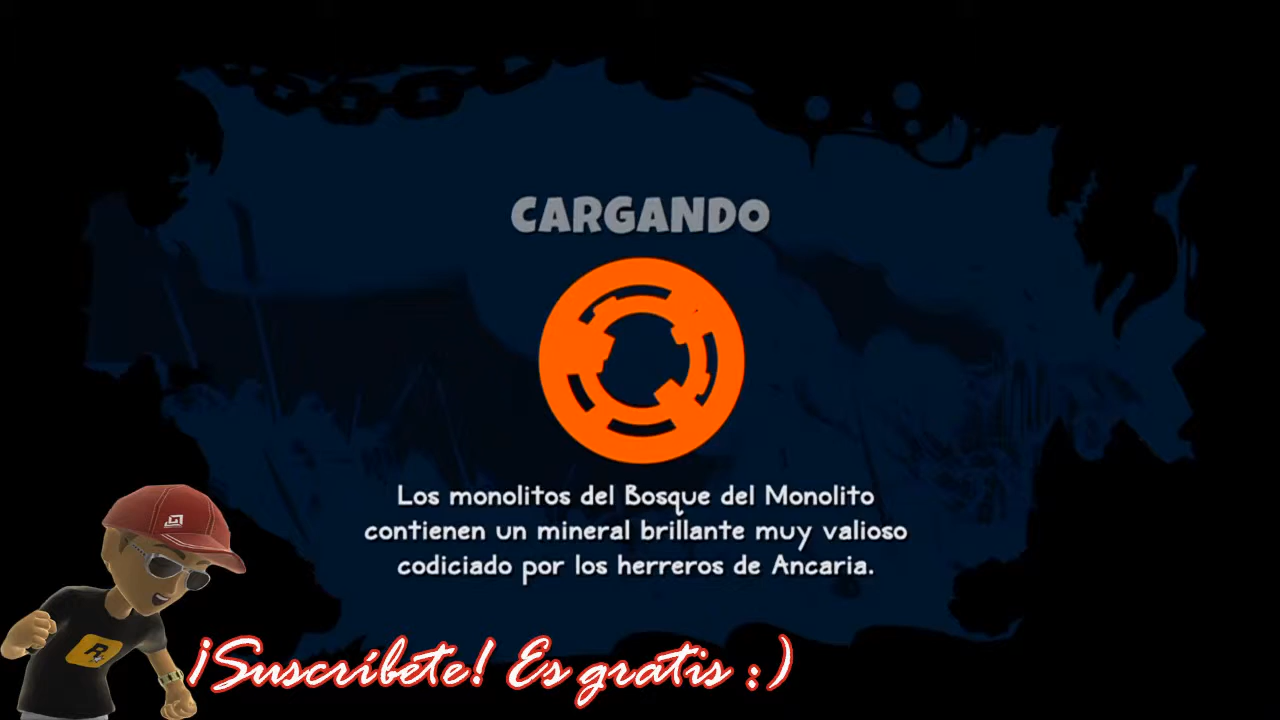 CARGANDO
Los monolitos del Bosque del Monolito
contienen un mineral brillante muy valioso
codiciado por los herreros de Ancaria.
R
¡Suscríbete! Es gratis :)